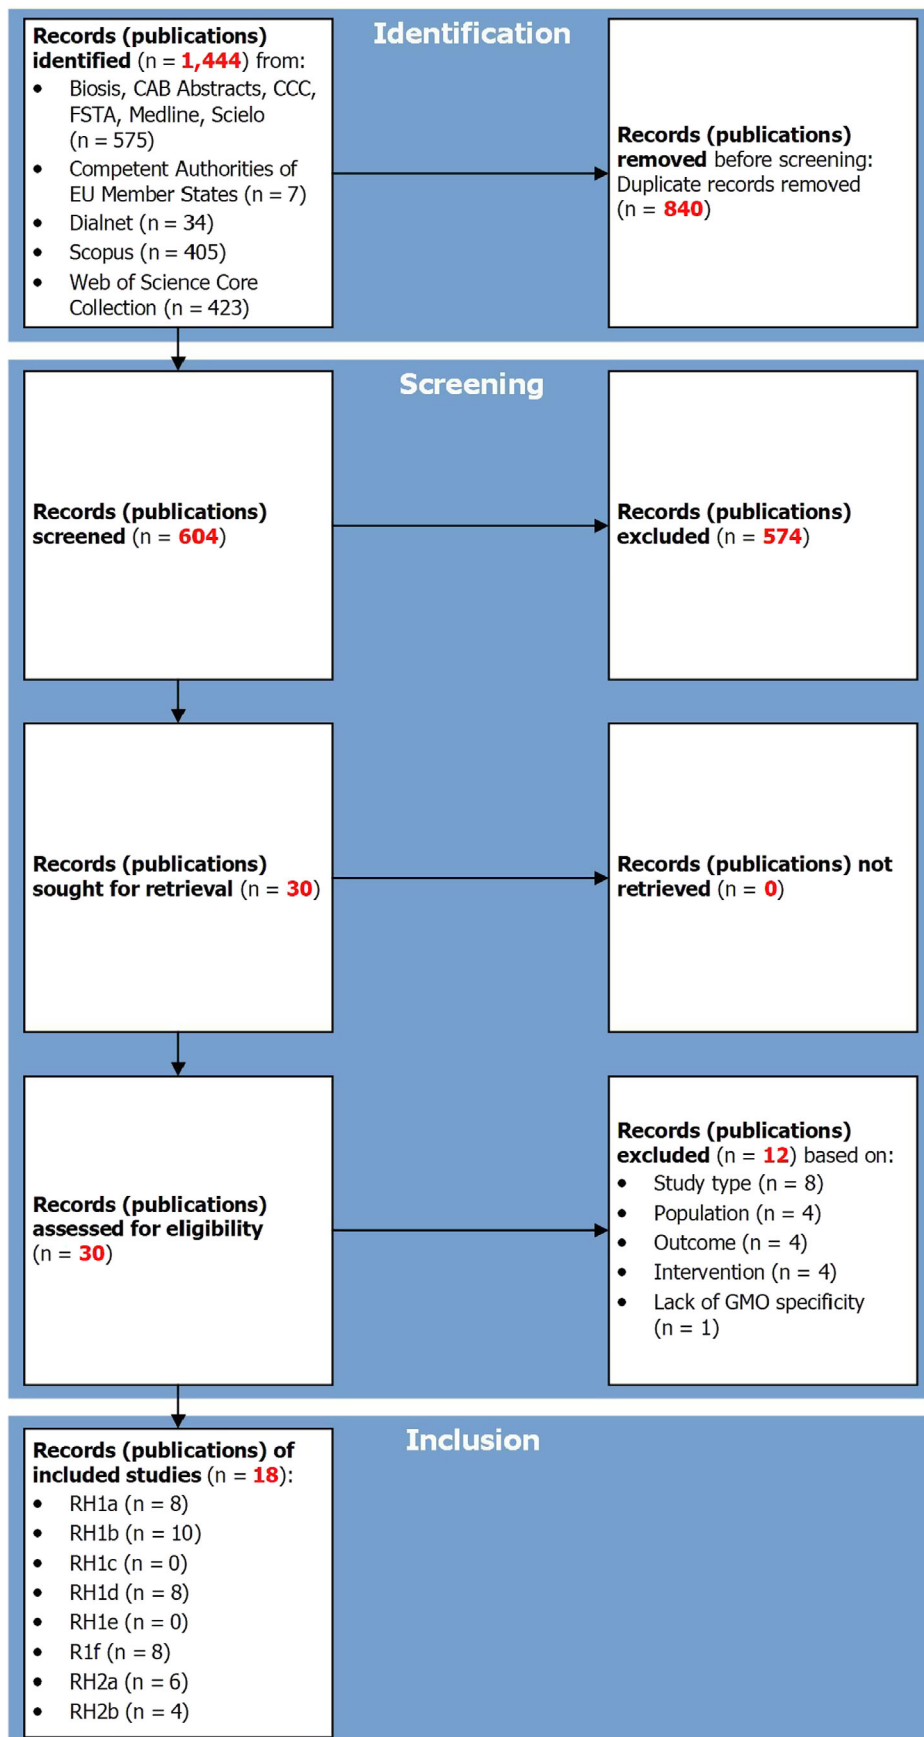 Identification
Records (publications)
identified (n = 1,444) from:
• Biosis, CAB Abstracts, CCC,
FSTA, Medline, Scielo
(n = 575)
• Competent Authorities of
EU Member States (n = 7)
• Dialnet (n = 34)
• Scopus (n = 405)
• Web of Science Core
Collection (n = 423)
Records (publications)
removed before screening:
Duplicate records removed
(n = 840)
Screening
Records (publications)
screened (n = 604)
Records (publications)
excluded (n = 574)
Records (publications)
sought for retrieval (n = 30)
Records (publications) not
retrieved (n = 0)
Records (publications)
assessed for eligibility
(n = 30)
Records (publications)
excluded (n = 12) based on:
• Study type (n = 8)
• Population (n = 4)
• Outcome (n = 4)
• Intervention (n = 4)
• Lack of GMO specificity
(n = 1)
Inclusion
Records (publications) of
included studies (n = 18):
• RH1a (n = 8)
• RH1b (n = 10)
• RH1c (n = 0)
• RH1d (n = 8)
• RH1e (n = 0)
• R1f (n = 8)
• RH2a (n = 6)
• RH2b (n = 4)